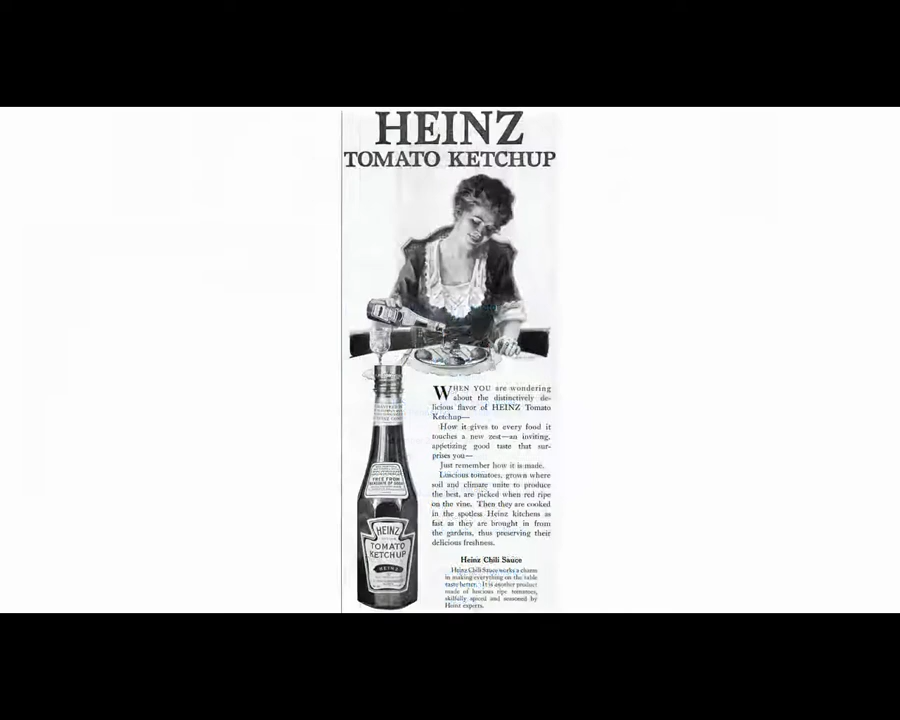 HEINZ
TOMATO KETCHUP
WHEN YOU are wondering
about the distinctively de-
licious flavor of HEINZ Tomato
Ketchup—
How it gives to every food it
touches a new zest—an inviting,
appetizing good taste that sur-
prises you—
Just remember how it is made.
Luscious tomatoes, grown where
soil and climate unite to produce
the best, are picked when red ripe
on the vine. Then they are cooked
in the spotless Heinz kitchens as
fast as they are brought in from
the gardens, thus preserving their
delicious freshness.
Heinz Chili Sauce
Heinz Chili Sauce works a charm
in making everything on the table
taste better. It is another product
made of luscious ripe tomatoes,
skilfully spiced and seasoned by
Heinz experts.
FREE FROM
HEINZ
TOMATO
KETCHUP
HEINZ